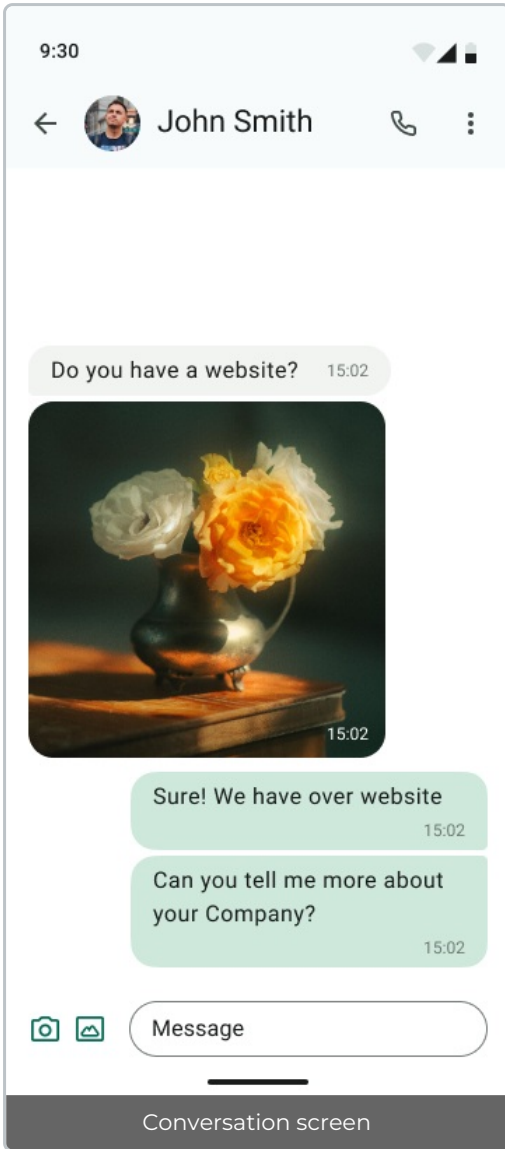 9:30
John Smith
Do you have a website? 15:02
15:02
Sure! We have over website
15:02
Can you tell me more about
your Company?
15:02
Message
Conversation screen